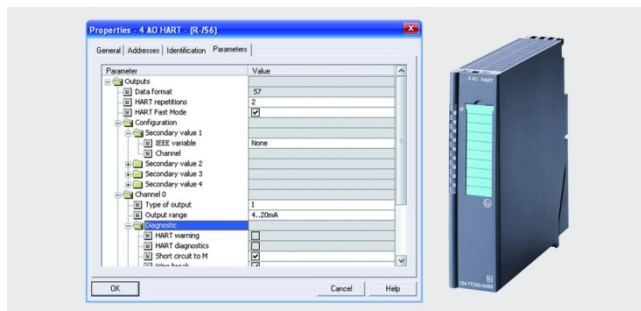 Properties - 4 AO HART - (R-/S6)
General
Addresses
Identification
Parameters
Parameter Value
Outputs
Data format S7
HART repetitions 2
HART Fast Mode
Configuration
Secondary value 1
IEEE variable None
Channel
Secondary value 2
Secondary value 3
Secondary value 4
Channel 0
Type of output I
Output range 4..20mA
Diagnostic
HART warning
HART diagnostics
Short circuit to M
Wire break
OK Cancel Help
4 AO HART